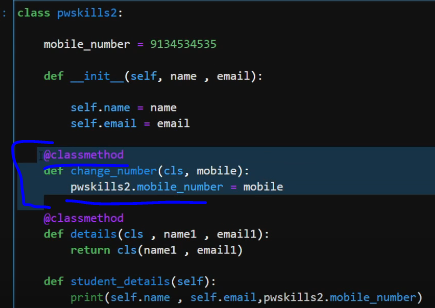 : class pwskills2:
mobile_number = 9134534535
def __init__(self, name , email):
self.name = name
self.email = email
@classmethod
def change_number(cls, mobile):
pwskills2.mobile_number = mobile
@classmethod
def details(cls , name1 , email1):
return cls(name1 , email1)
def student_details(self):
print(self.name , self.email,pwskills2.mobile_number)